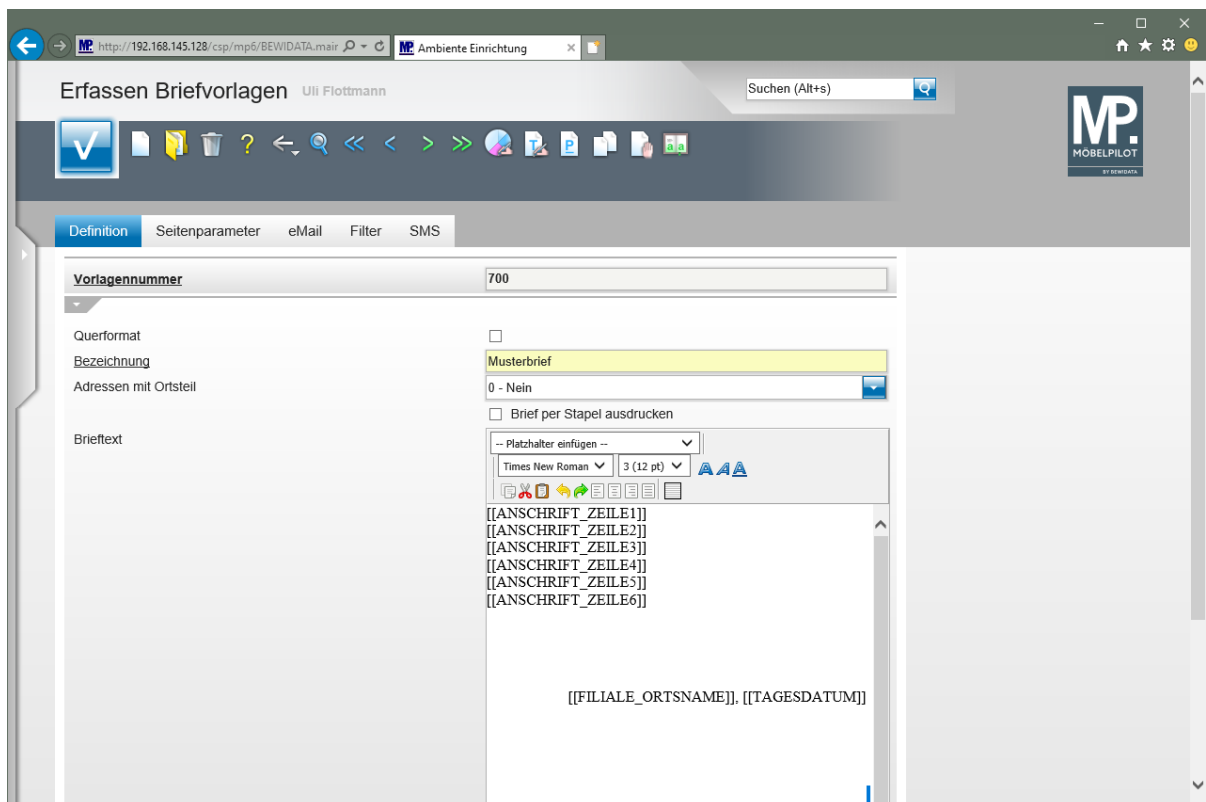 http://192.168.145.128/csp/mp6/BEWIDATA.mair
MP. Ambiente Einrichtung
Erfassen Briefvorlagen Uli Flottmann
Suchen (Alt+s)
MP.
MÖBELPILOT
BY BEWIDATA
Definition Seitenparameter eMail Filter SMS
Vorlagennummer 700
Querformat
Bezeichnung Musterbrief
Adressen mit Ortsteil 0 - Nein
Brief per Stapel ausdrucken
Brieftext -- Platzhalter einfügen --
Times New Roman 3 (12 pt) A A A
[[ANSCHRIFT_ZEILE1]]
[[ANSCHRIFT_ZEILE2]]
[[ANSCHRIFT_ZEILE3]]
[[ANSCHRIFT_ZEILE4]]
[[ANSCHRIFT_ZEILE5]]
[[ANSCHRIFT_ZEILE6]]
[[FILIALE_ORTSNAME]], [[TAGESDATUM]]